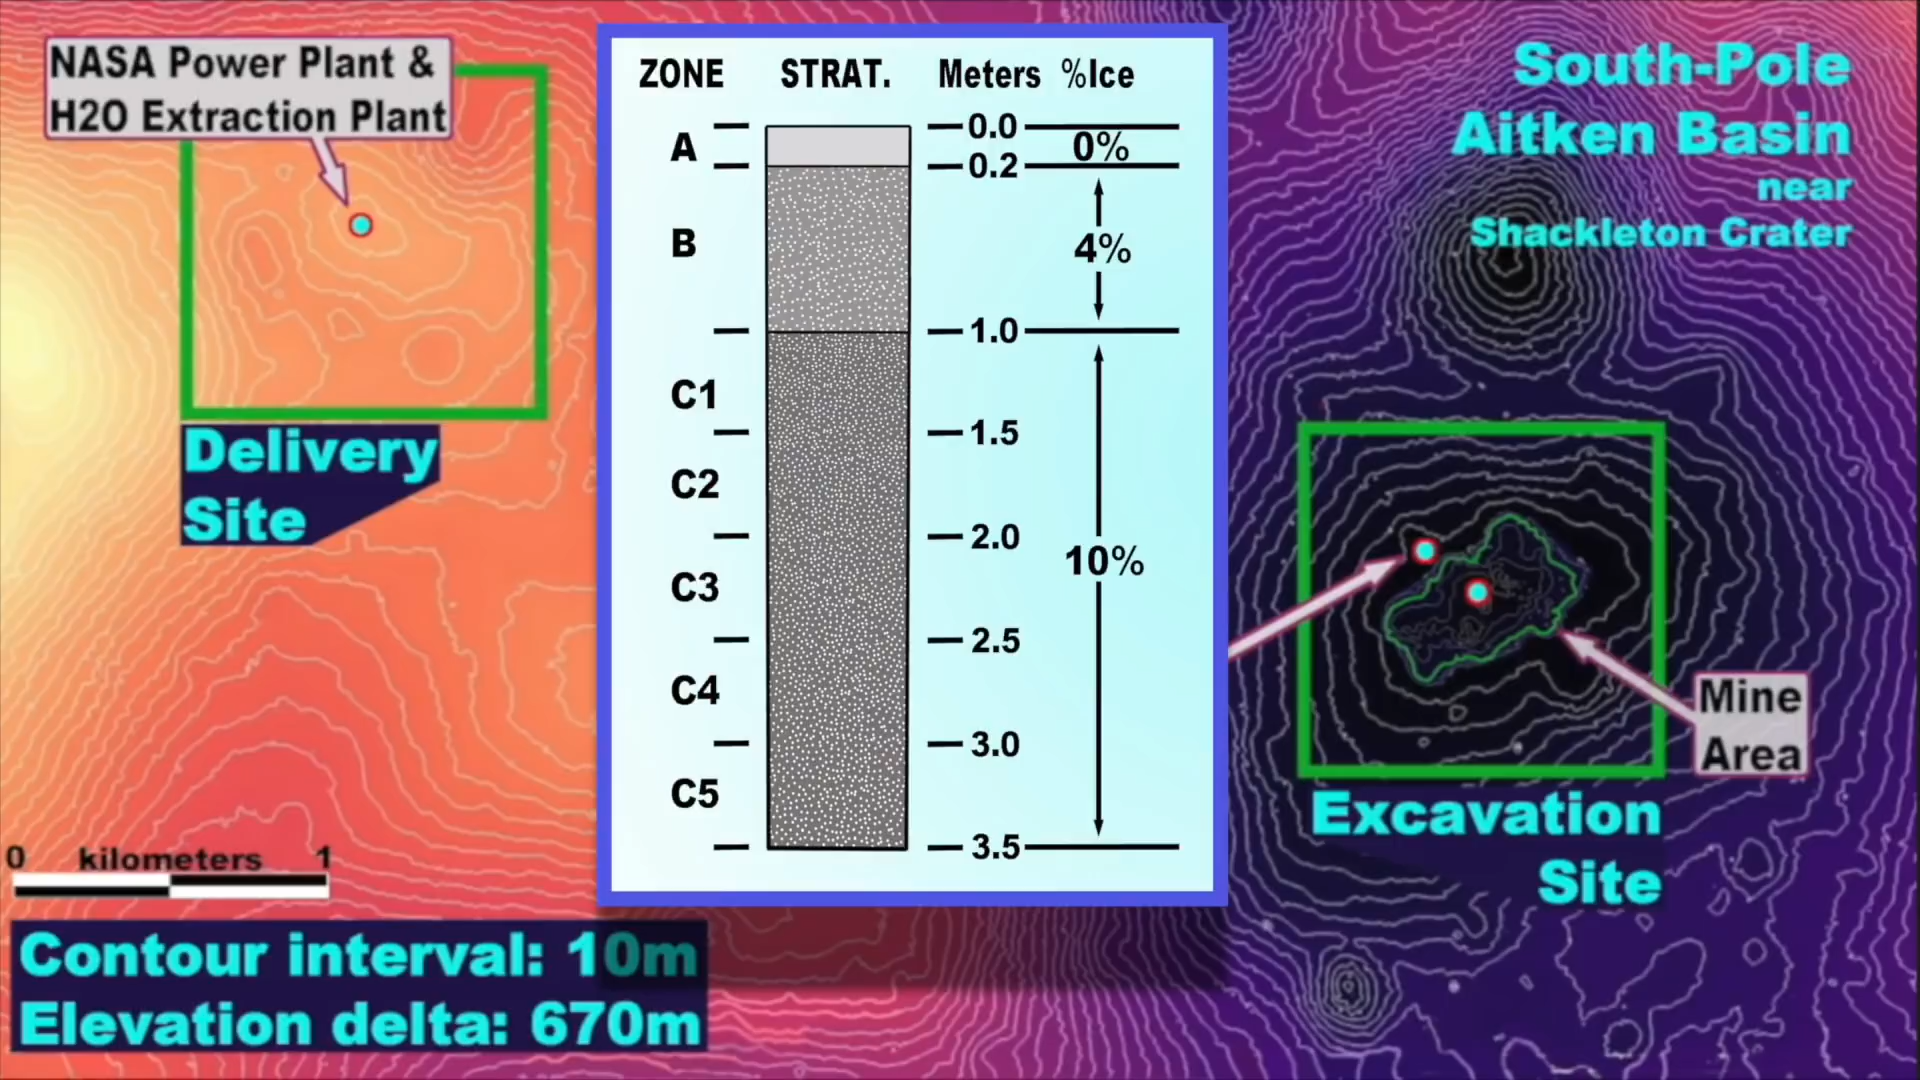 NASA Power Plant &
H2O Extraction Plant
Delivery
Site
0 kilometers 1
Contour interval: 10m
Elevation delta: 670m
ZONE STRAT. Meters %Ice
0.0
A 0%
0.2
B 4%
1.0
C1
1.5
C2
2.0
10%
C3
2.5
C4
3.0
C5
3.5
South-Pole
Aitken Basin
near
Shackleton Crater
Mine
Area
Excavation
Site